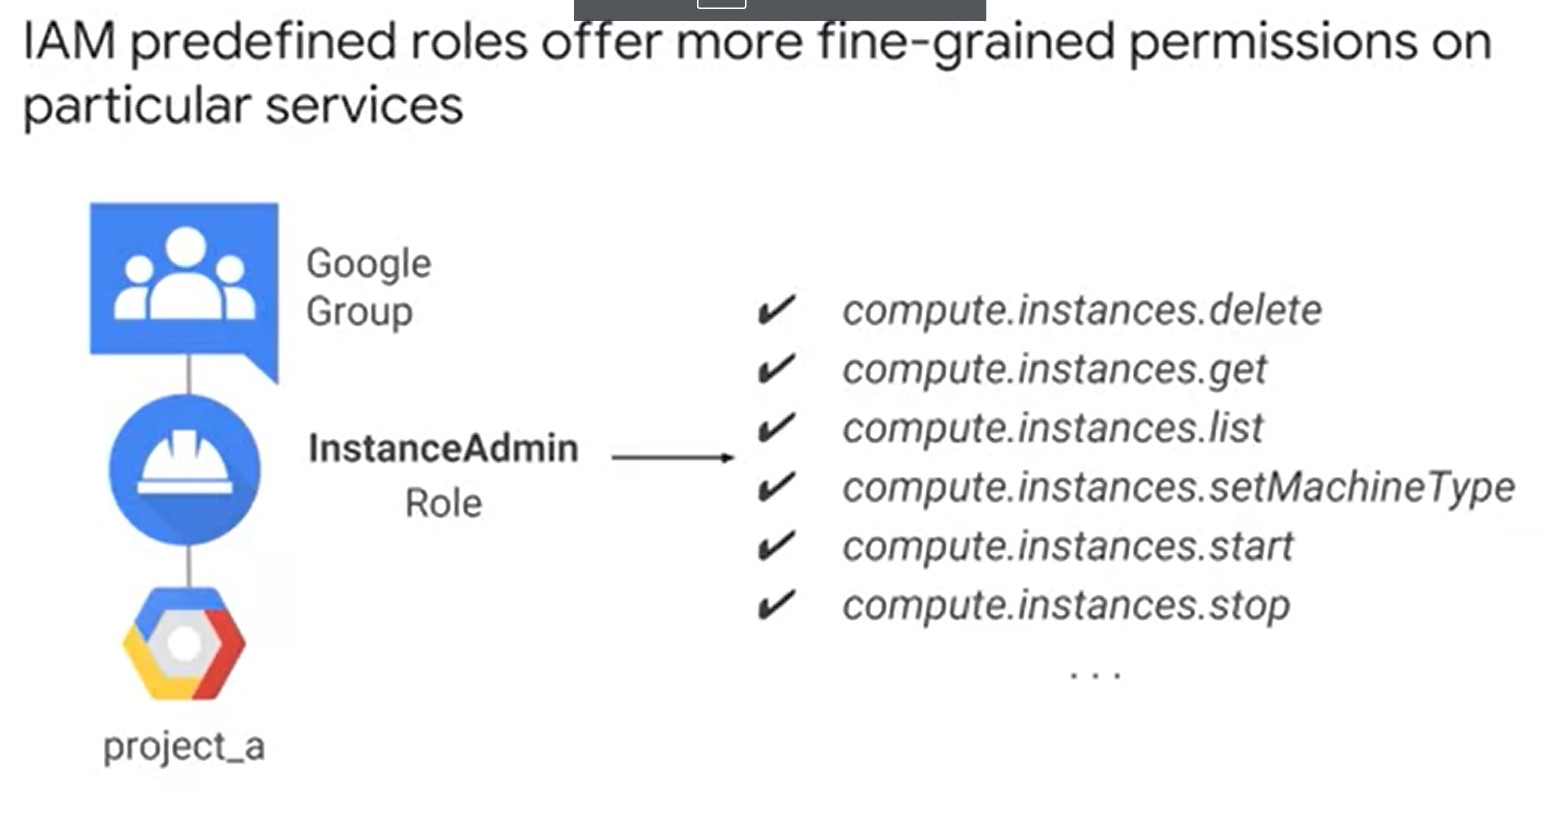 IAM predefined roles offer more fine-grained permissions on
particular services
Google
Group
InstanceAdmin
Role
project_a
✔ compute.instances.delete
✔ compute.instances.get
✔ compute.instances.list
✔ compute.instances.setMachineType
✔ compute.instances.start
✔ compute.instances.stop
...